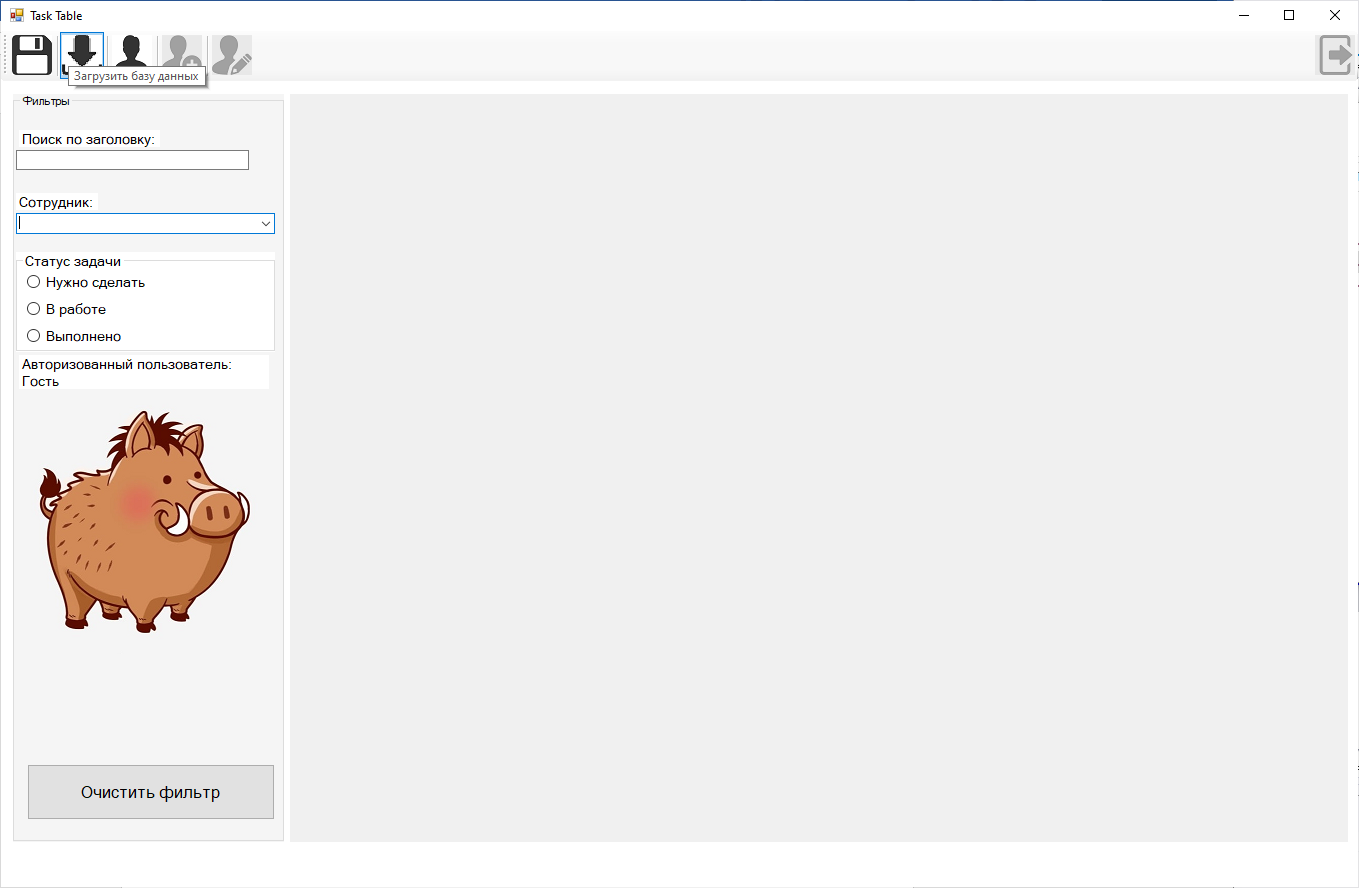 Task Table
Загрузить базу данных
Фильтры
Поиск по заголовку:
Сотрудник:
Статус задачи
Нужно сделать
В работе
Выполнено
Авторизованный пользователь:
Гость
Очистить фильтр